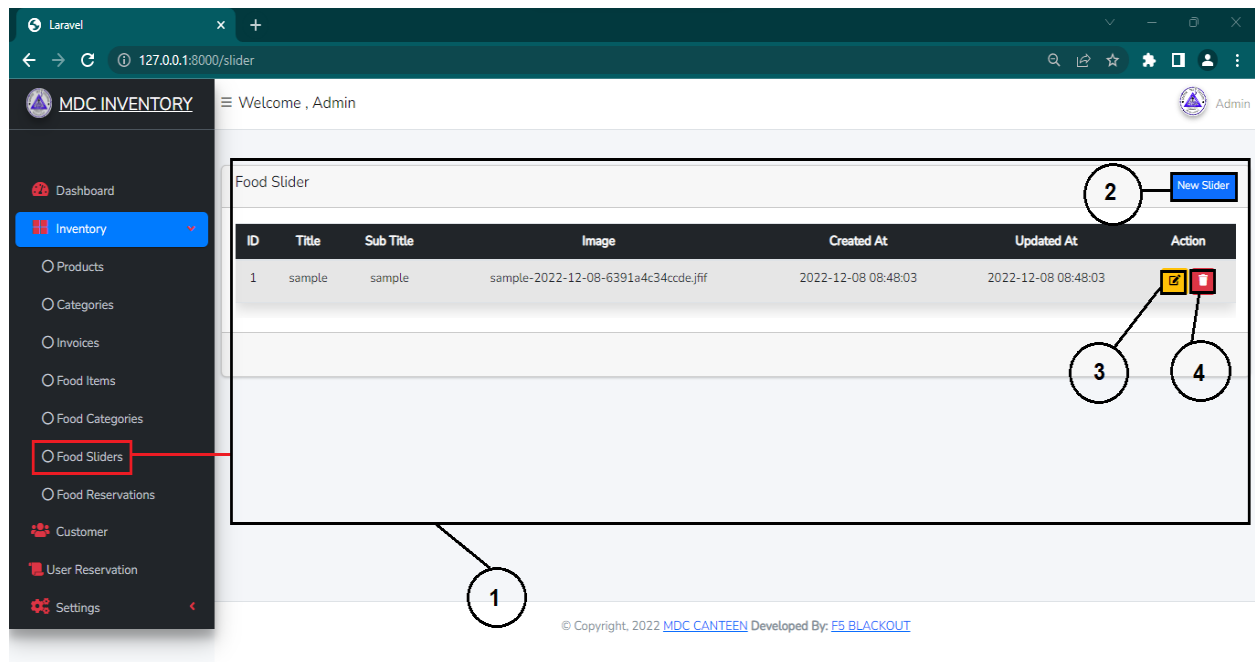 Laravel
127.0.0.1:8000/slider
MDC INVENTORY
Welcome , Admin
Admin
Dashboard
Inventory
Products
Categories
Invoices
Food Items
Food Categories
Food Sliders
Food Reservations
Customer
User Reservation
Settings
Food Slider
2
New Slider
ID Title Sub Title Image Created At Updated At Action
1 sample sample sample-2022-12-08-6391a4c34ccde.jfif 2022-12-08 08:48:03 2022-12-08 08:48:03
3
4
1
© Copyright, 2022 MDC CANTEEN Developed By: F5 BLACKOUT